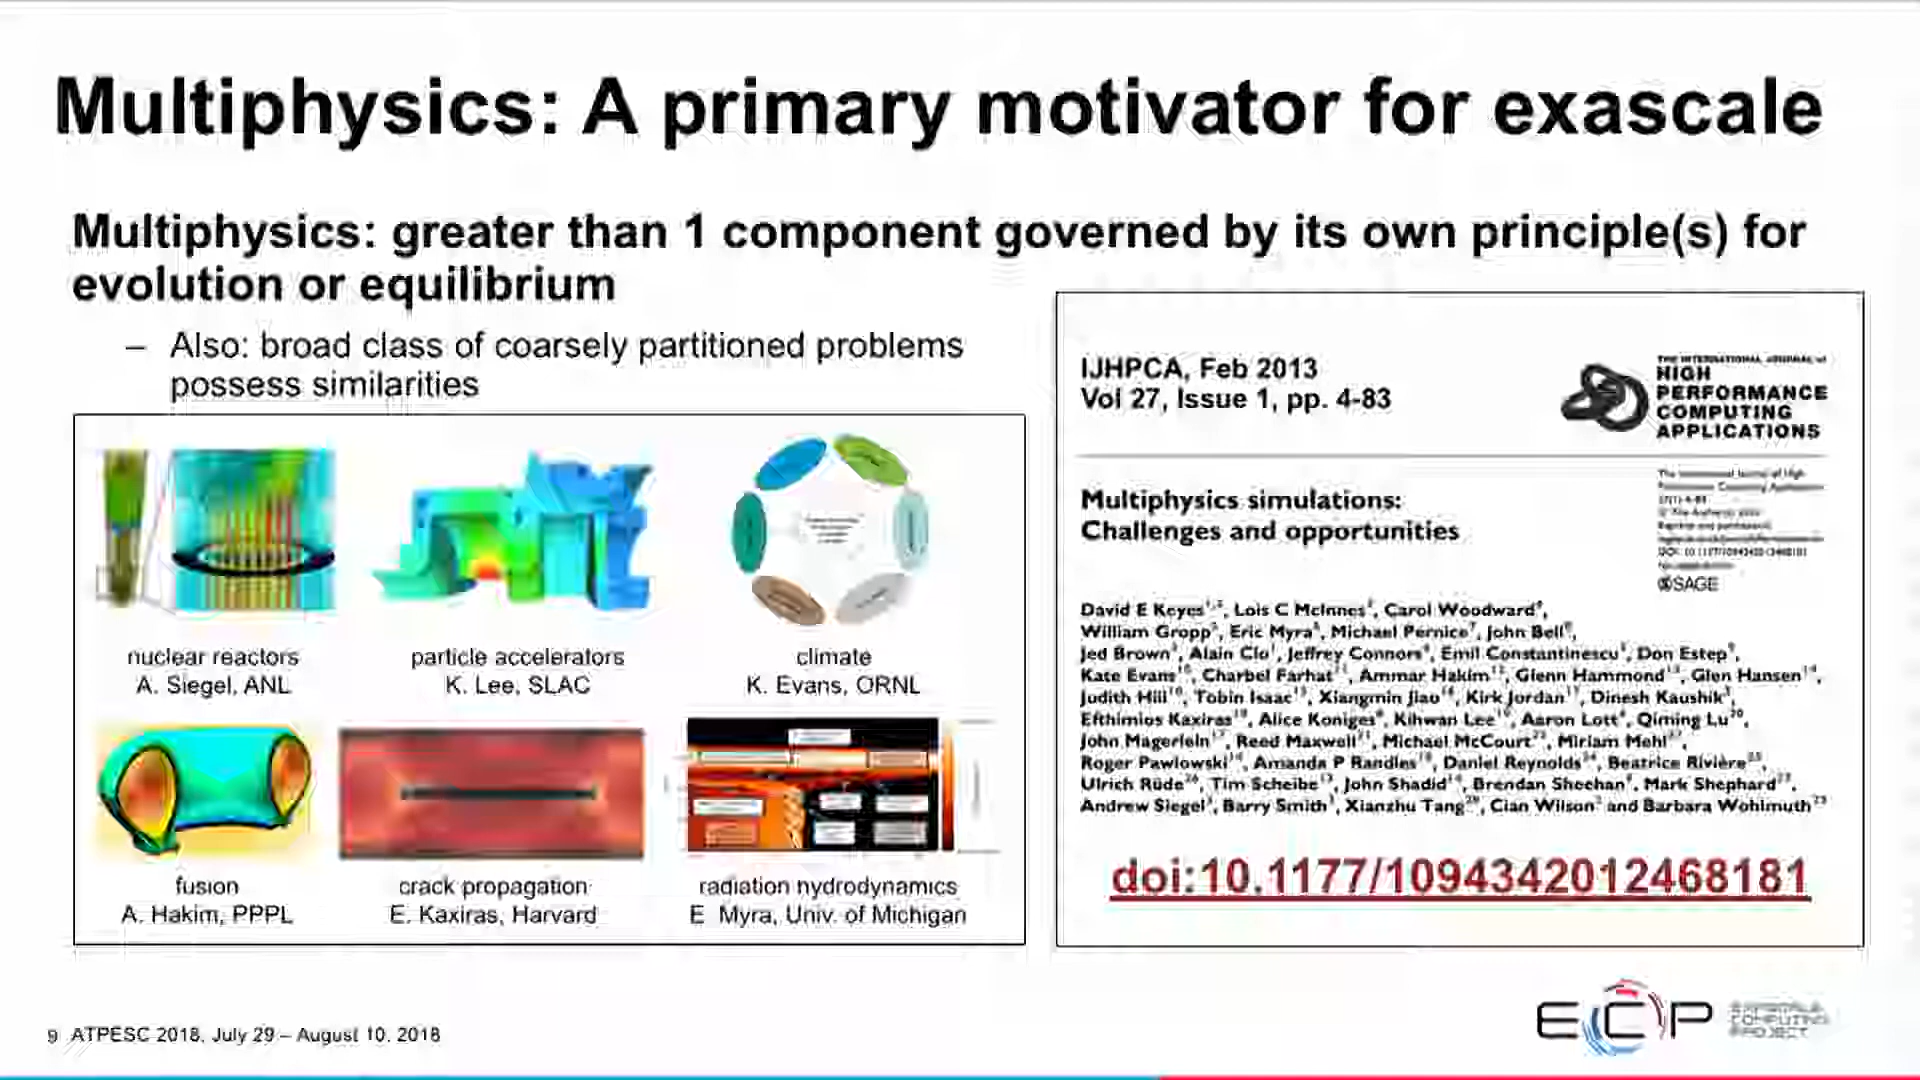 Multiphysics: A primary motivator for exascale
Multiphysics: greater than 1 component governed by its own principle(s) for
evolution or equilibrium
– Also: broad class of coarsely partitioned problems
possess similarities
nuclear reactors
A. Siegel, ANL
particle accelerators
K. Lee, SLAC
climate
K. Evans, ORNL
fusion
A. Hakim, PPPL
crack propagation
E. Kaxiras, Harvard
radiation hydrodynamics
E Myra, Univ. of Michigan
IJHPCA, Feb 2013
Vol 27, Issue 1, pp. 4-83
THE INTERNATIONAL JOURNAL OF
HIGH
PERFORMANCE
COMPUTING
APPLICATIONS
Multiphysics simulations:
Challenges and opportunities
SAGE
David E Keyes, Lois C McInnes, Carol Woodward,
William Gropp, Eric Myra, Michael Pernice, John Bell,
Jed Brown, Alain Clo, Jeffrey Connors, Emil Constantinescu, Don Estep,
Kate Evans, Charbel Farhat, Ammar Hakim, Glenn Hammond, Glen Hansen,
Judith Hill, Tobin Isaac, Xiangmin Jiao, Kirk Jordan, Dinesh Kaushik,
Efthimios Kaxiras, Alice Koniges, Kihwan Lee, Aaron Lott, Qiming Lu,
John Magerlein, Reed Maxwell, Michael McCourt, Miriam Mehl,
Roger Pawlowski, Amanda P Randles, Daniel Reynolds, Beatrice Rivière,
Ulrich Rüde, Tim Scheibe, John Shadid, Brendan Sheehan, Mark Shephard,
Andrew Siegel, Barry Smith, Xianzhu Tang, Cian Wilson and Barbara Wohlmuth
doi:10.1177/1094342012468181
9 ATPESC 2018, July 29 – August 10, 2018
ECP
EXASCALE
COMPUTING
PROJECT